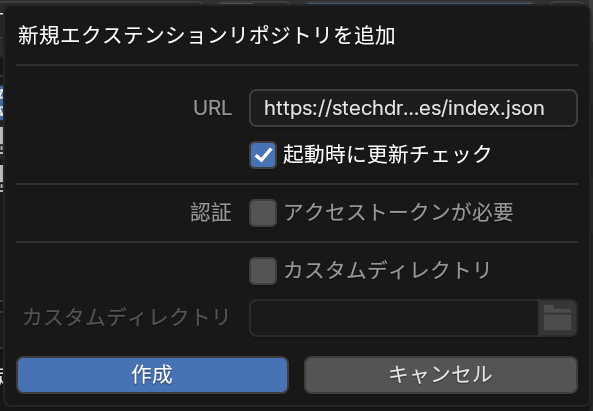 新規エクステンションリポジトリを追加
URL https://stechdr...es/index.json
起動時に更新チェック
認証 アクセストークンが必要
カスタムディレクトリ
カスタムディレクトリ
作成 キャンセル